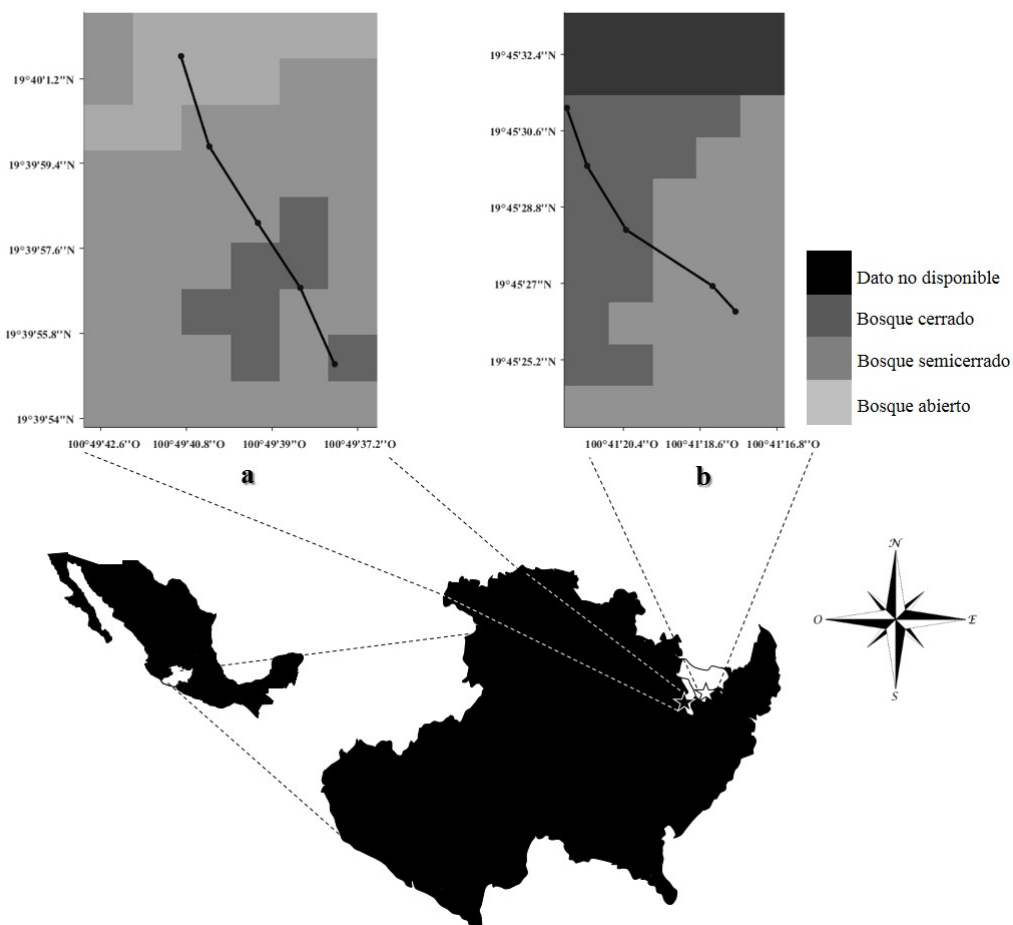 19°40'1.2''N
19°39'59.4''N
19°39'57.6''N
19°39'55.8''N
19°39'54''N
100°49'42.6''O 100°49'40.8''O 100°49'39''O 100°49'37.2''O
a
19°45'32.4''N
19°45'30.6''N
19°45'28.8''N
19°45'27''N
19°45'25.2''N
100°41'20.4''O 100°41'18.6''O 100°41'16.8''O
b
Dato no disponible
Bosque cerrado
Bosque semicerrado
Bosque abierto
N
O
E
S